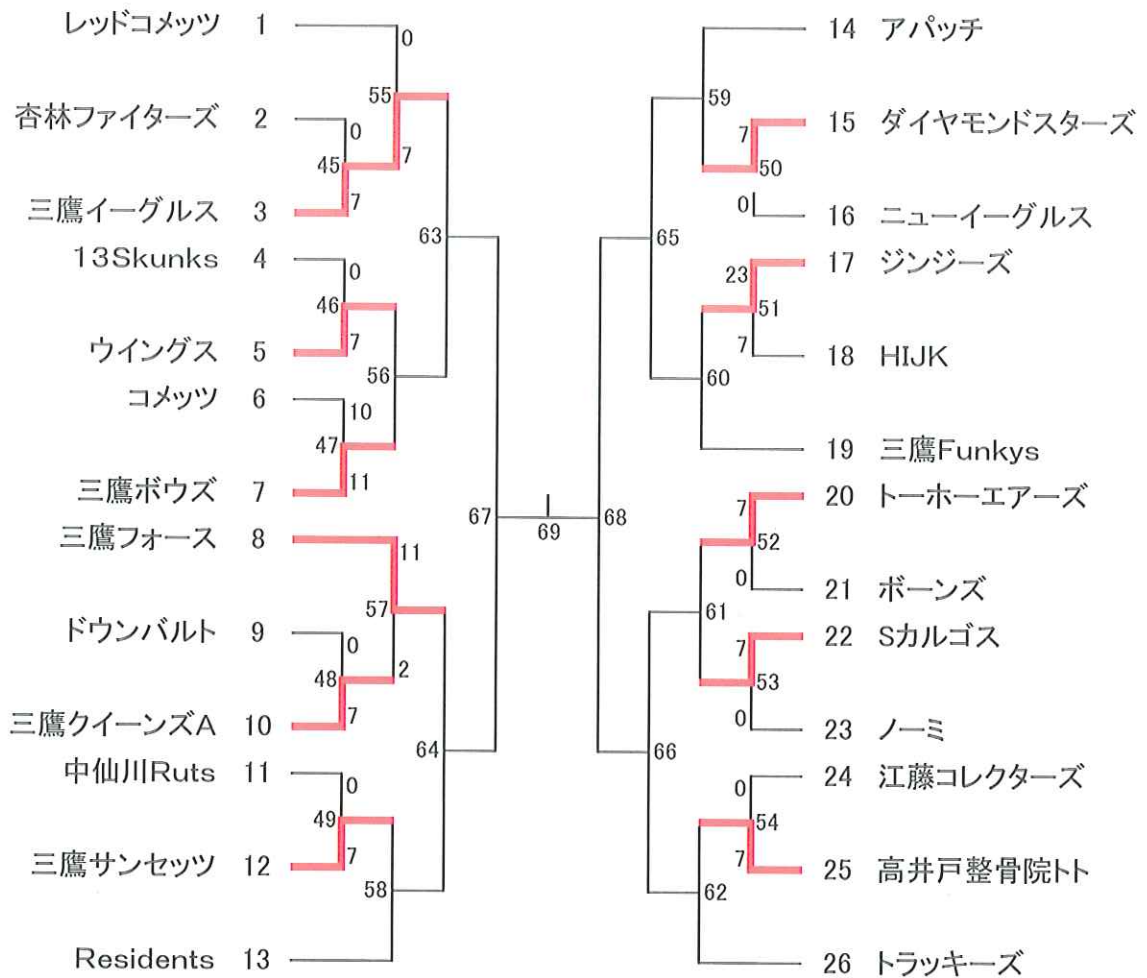 レッドコメッツ 1
0
55
杏林ファイターズ 2
0
45
7
7
三鷹イーグルス 3
63
13Skunks 4
0
46
7
ウイングス 5
56
コメッツ 6
10
47
11
三鷹ボウズ 7
67
三鷹フォース 8
11
57
ドウンバルト 9
0
2
48
7
三鷹クイーンズA 10
64
中仙川Ruts 11
0
49
7
三鷹サンセッツ 12
58
Residents 13
69
14 アパッチ
59
7
15 ダイヤモンドスターズ
50
0
16 ニューイーグルス
65
23
17 ジンジーズ
51
7
18 HIJK
60
19 三鷹Funkys
68
7
20 トーホーエアーズ
52
0
21 ボーンズ
61
7
22 Sカルゴス
53
0
23 ノーミ
66
0
24 江藤コレクターズ
54
7
25 高井戸整骨院トト
62
26 トラッキーズ